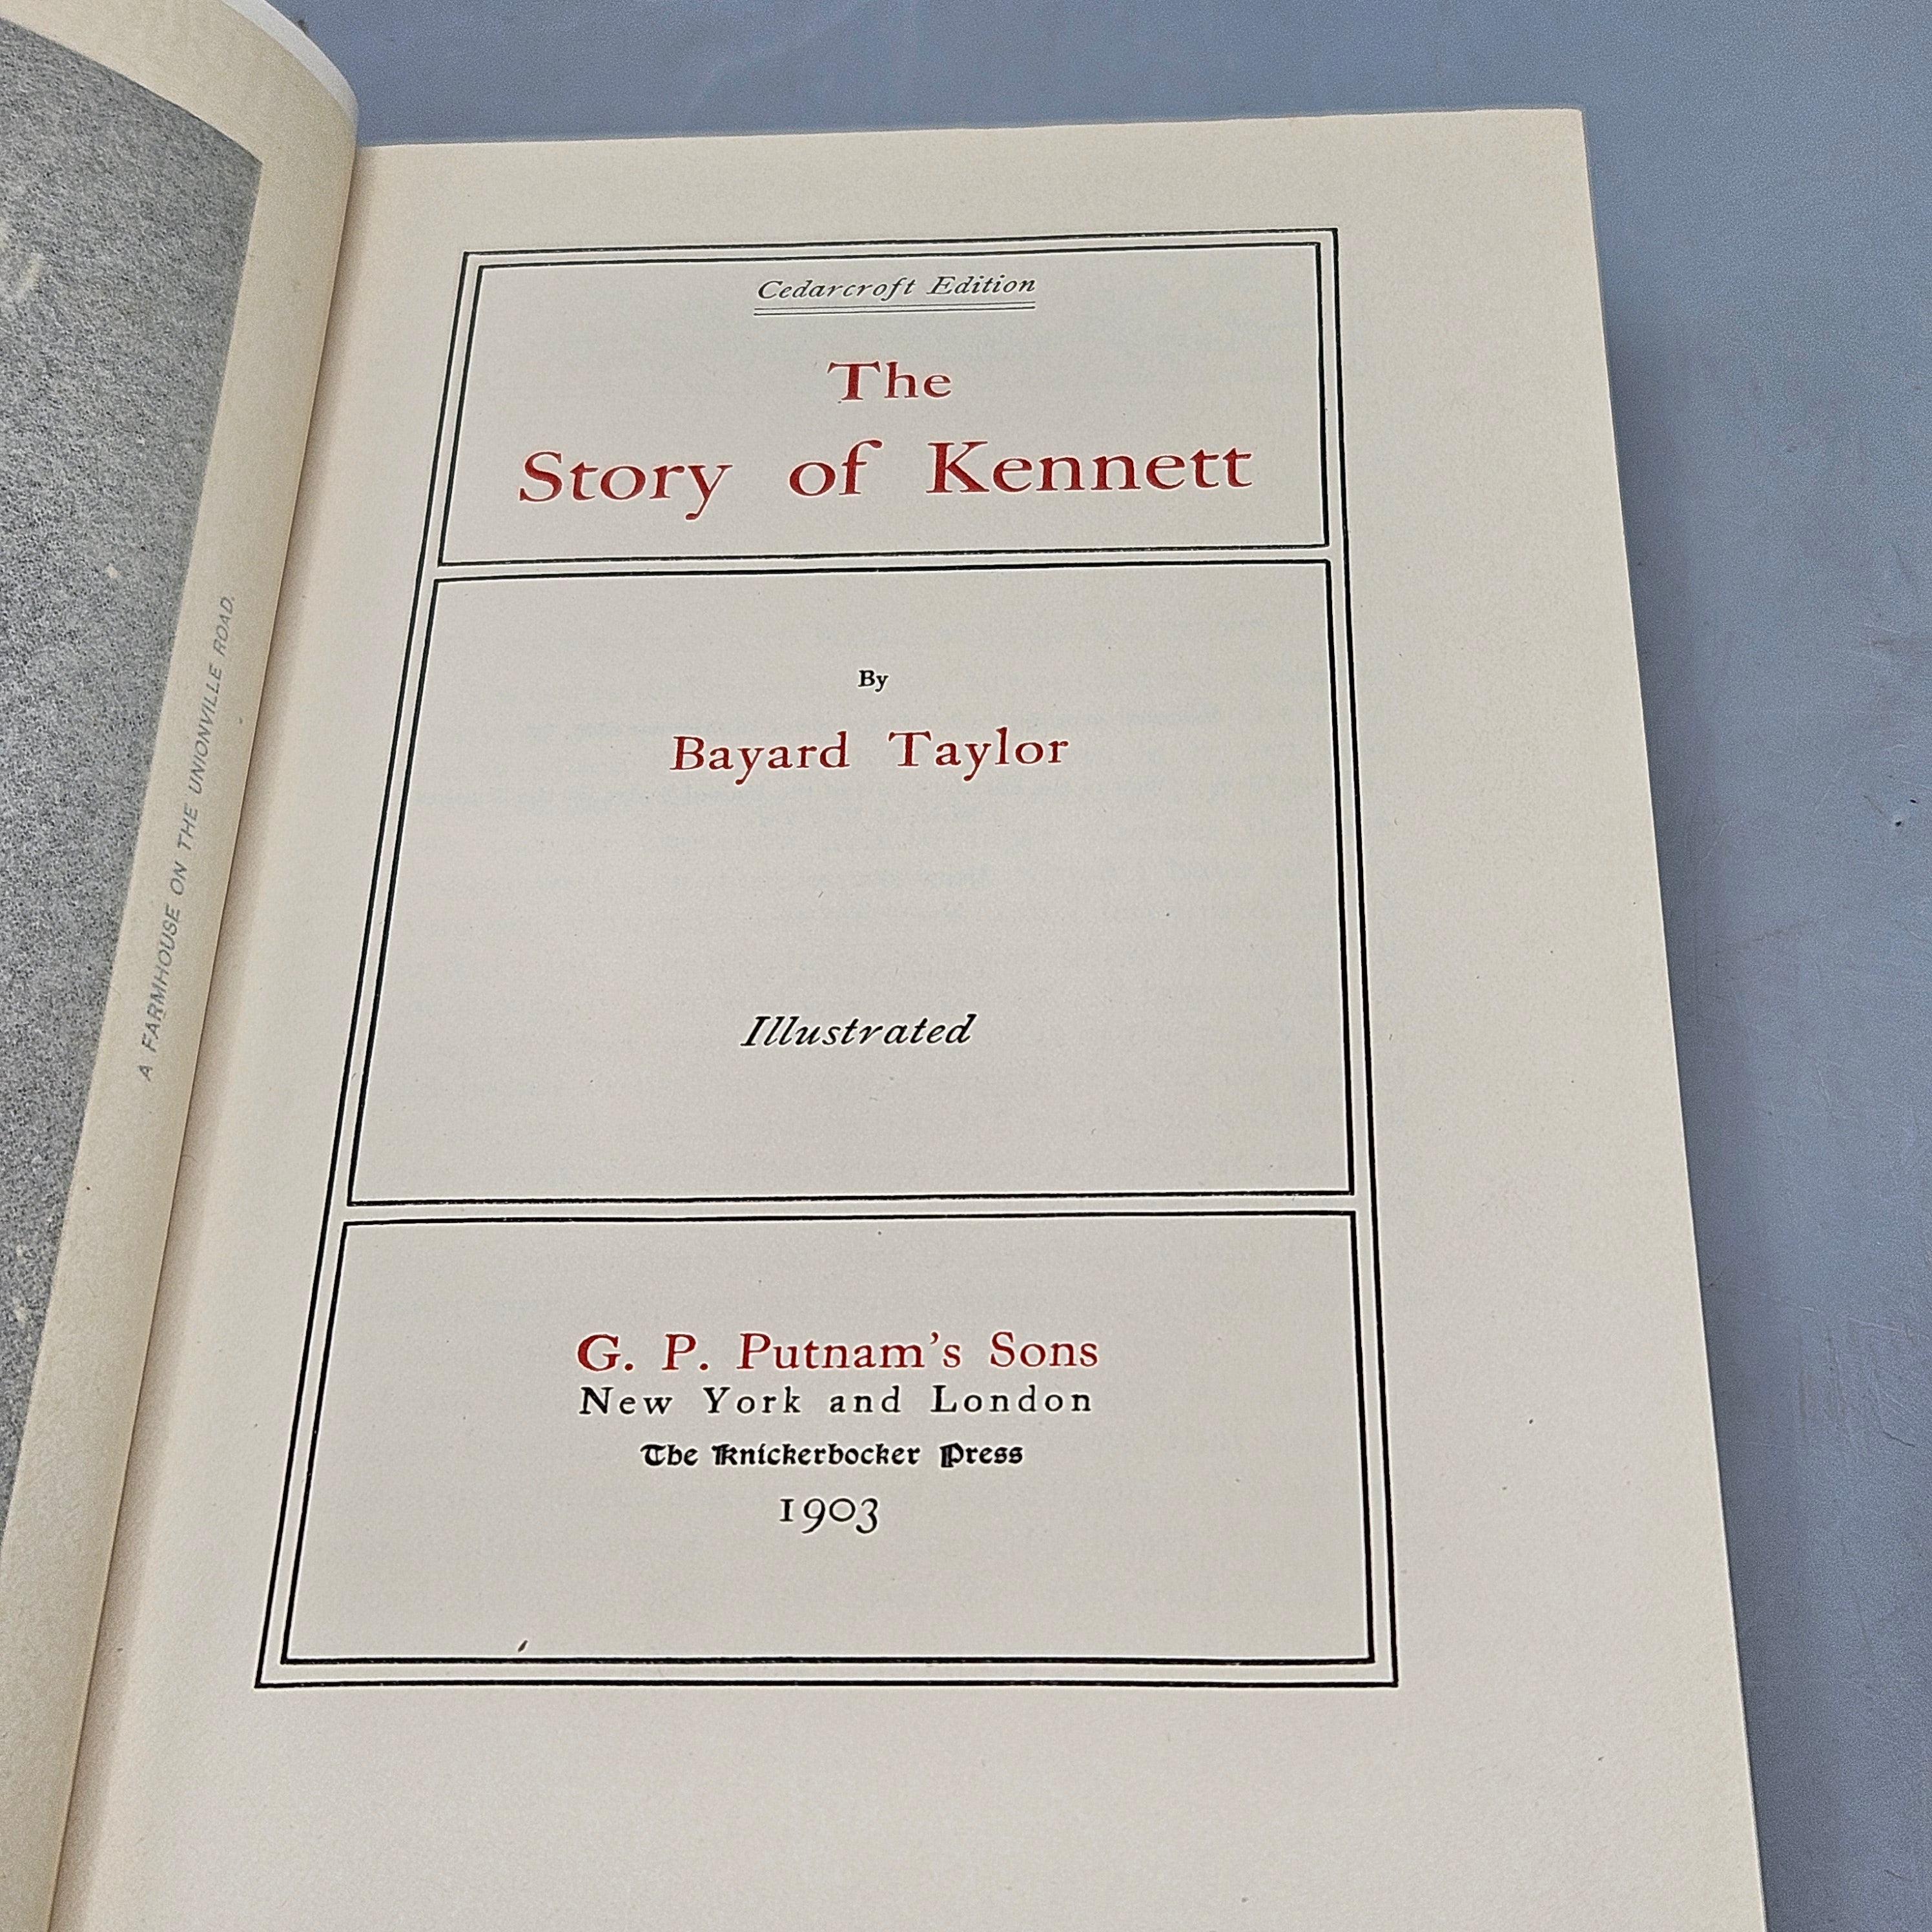 A FARMHOUSE ON THE UNIONVILLE ROAD.
Cedarcroft Edition
The
Story of Kennett
By
Bayard Taylor
Illustrated
G. P. Putnam's Sons
New York and London
The Knickerbocker Press
1903